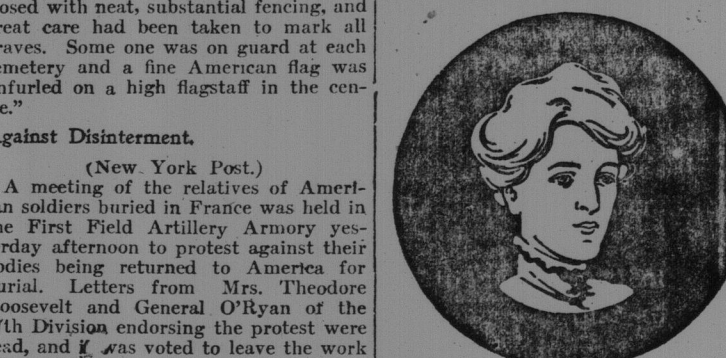 osed with neat, substantial fencing, and
reat care had been taken to mark all
raves. Some one was on guard at each
emetery and a fine American flag was
nfurled on a high flagstaff in the cen-
e."
gainst Disinterment.
(New York Post.)
A meeting of the relatives of Ameri-
an soldiers buried in France was held in
he First Field Artillery Armory yes-
rday afternoon to protest against their
odies being returned to America for
urial. Letters from Mrs. Theodore
oosevelt and General O'Ryan of the
7th Division endorsing the protest were
ead, and was voted to leave the work